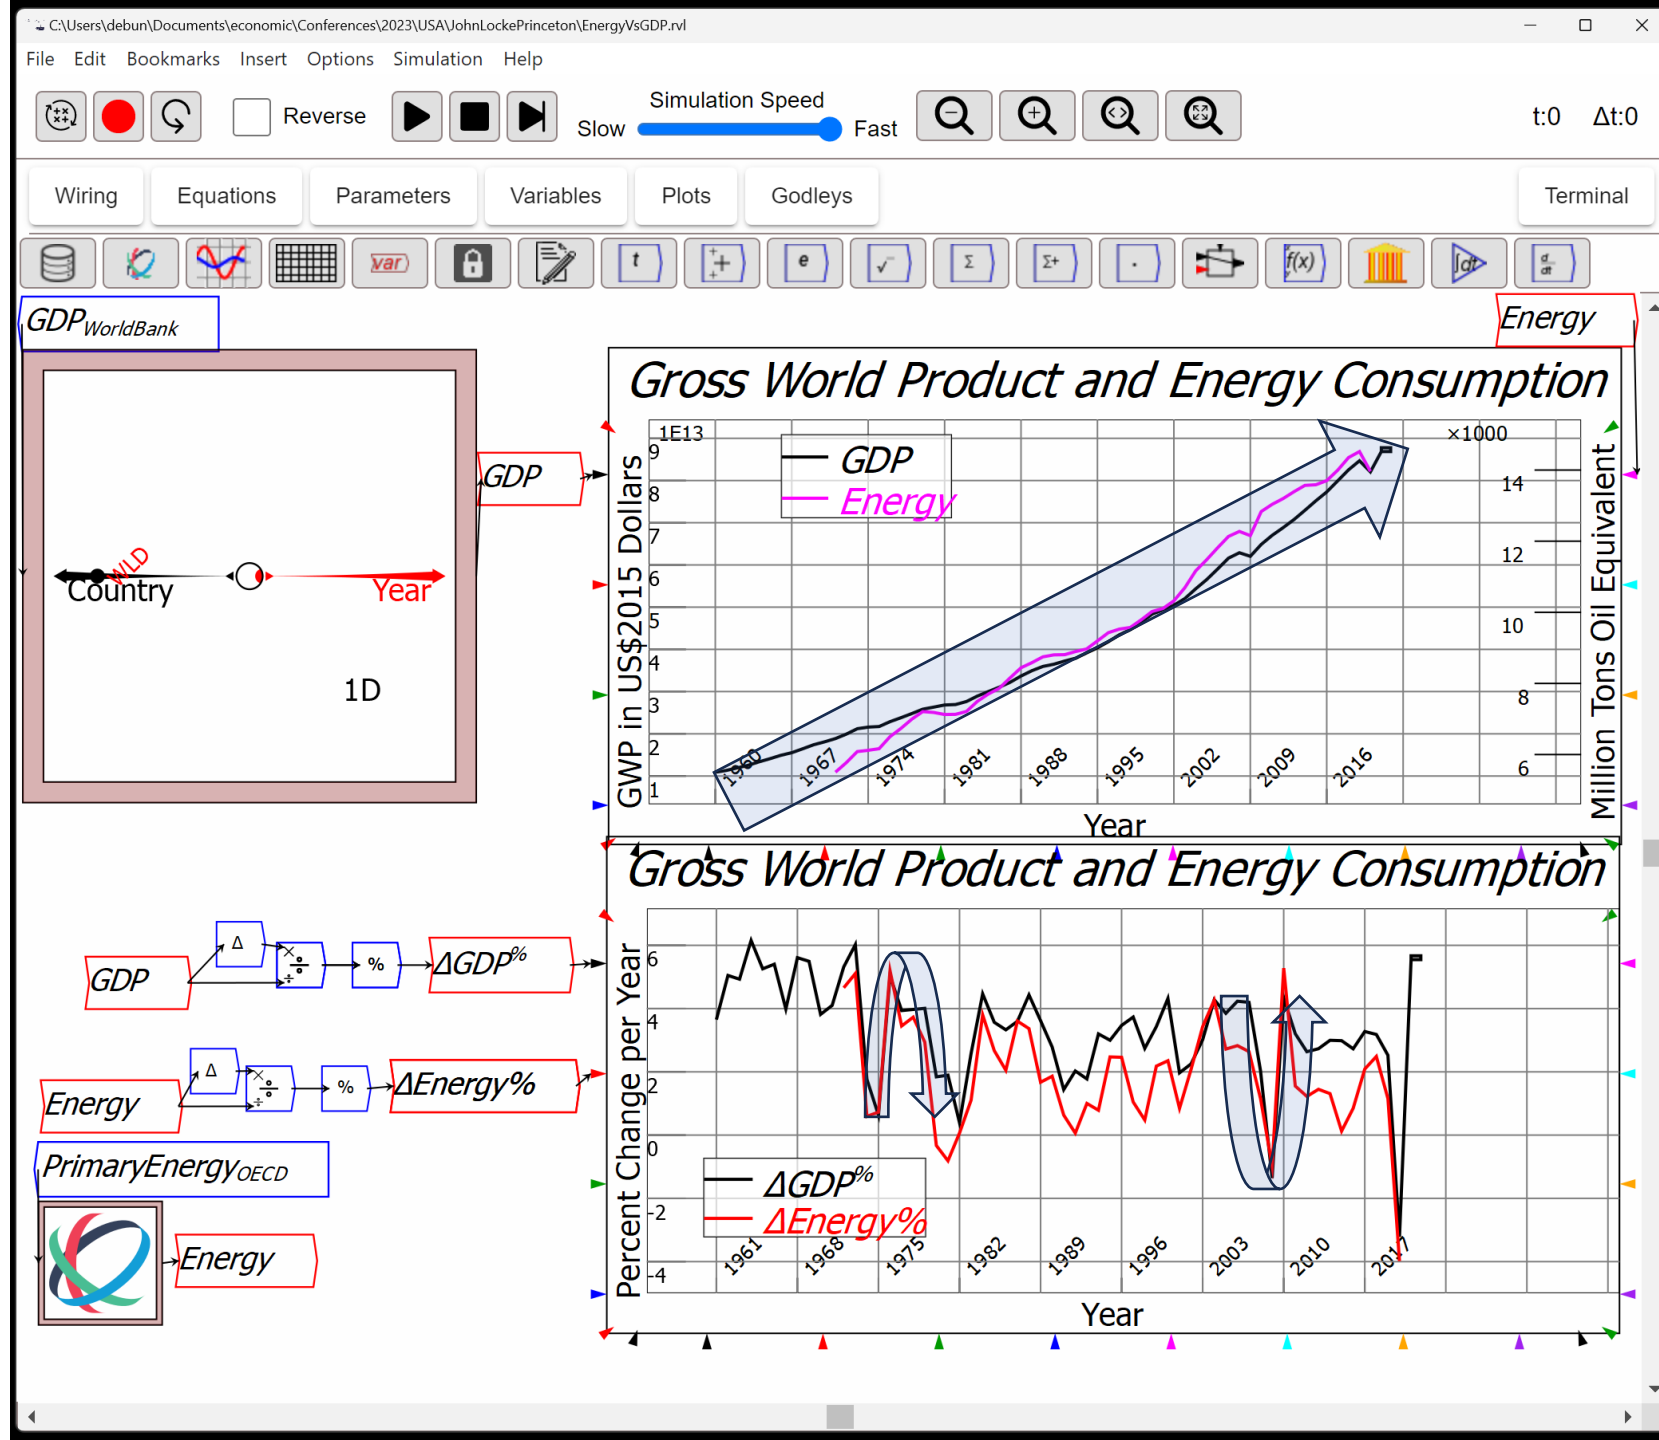 C:\Users\debun\Documents\economic\Conferences\2023\USA\JohnLockePrinceton\EnergyVsGDP.rvl
File Edit Bookmarks Insert Options Simulation Help
Reverse
Simulation Speed
Slow Fast
t:0 Δt:0
Wiring Equations Parameters Variables Plots Godleys Terminal
var t e √ Σ Σ+ . f(x) ∫dt d/dt
GDP WorldBank
Energy
Country
WLD
Year
1D
GDP
Gross World Product and Energy Consumption
1E13
×1000
GDP
Energy
GWP in US$2015 Dollars
9
8
7
6
5
4
3
2
1
14
12
10
8
6
Million Tons Oil Equivalent
1960 1967 1974 1981 1988 1995 2002 2009 2016
Year
Gross World Product and Energy Consumption
Percent Change per Year
6
4
2
0
-2
-4
ΔGDP%
ΔEnergy%
1961 1968 1975 1982 1989 1996 2003 2010 2017
Year
GDP Δ × ÷ ÷ % ΔGDP%
Energy Δ × ÷ ÷ % ΔEnergy%
PrimaryEnergy OECD
Energy